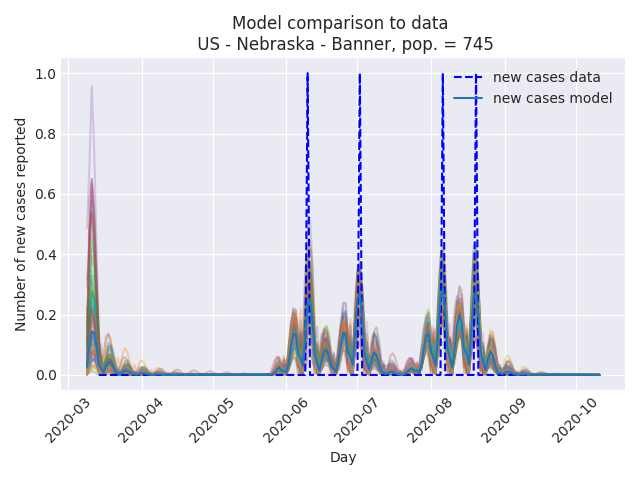 Model comparison to data
US - Nebraska - Banner, pop. = 745
new cases data
new cases model
Number of new cases reported
1.0
0.8
0.6
0.4
0.2
0.0
2020-03
2020-04
2020-05
2020-06
2020-07
2020-08
2020-09
2020-10
Day